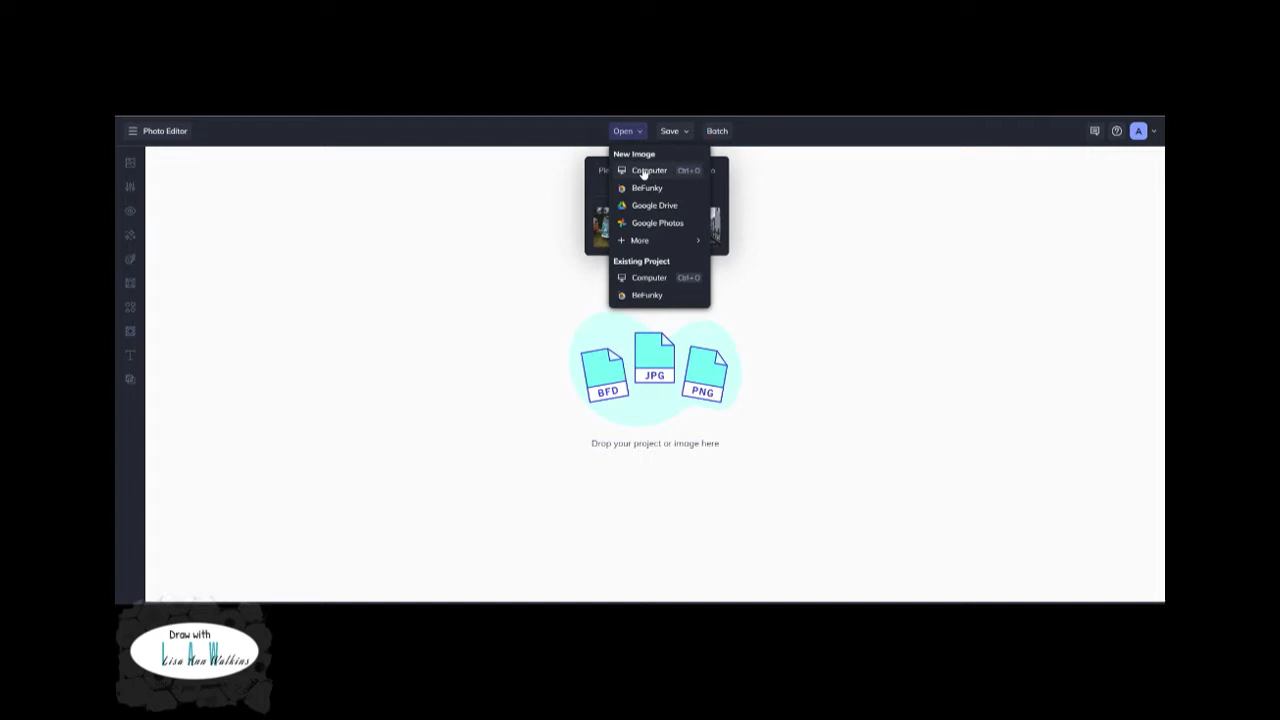 Photo Editor
Open
Save
Batch
A
New Image
Computer Ctrl+O
BeFunky
Google Drive
Google Photos
More
Existing Project
Computer Ctrl+O
BeFunky
BFD
JPG
PNG
Drop your project or image here
Draw with
Lisa Ann Watkins